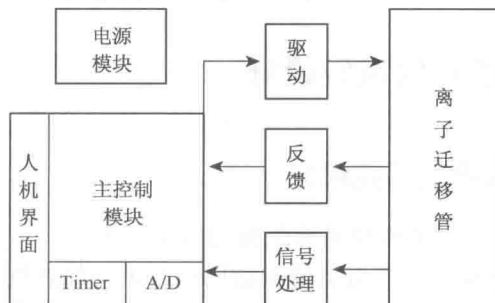 电源
模块
驱
动
离
子
迁
移
管
人
机
界
面
主控制
模块
反
馈
信号
处理
Timer
A/D